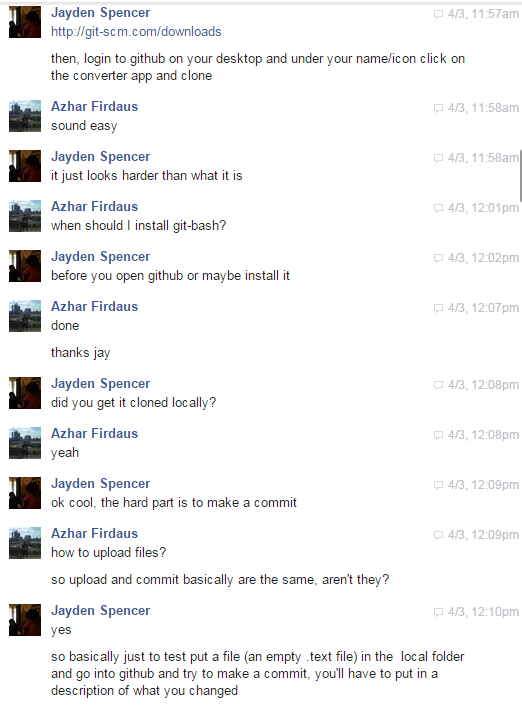 Jayden Spencer 4/3, 11:57am
http://git-scm.com/downloads
then, login to github on your desktop and under your name/icon click on
the converter app and clone
Azhar Firdaus 4/3, 11:58am
sound easy
Jayden Spencer 4/3, 11:58am
it just looks harder than what it is
Azhar Firdaus 4/3, 12:01pm
when should I install git-bash?
Jayden Spencer 4/3, 12:02pm
before you open github or maybe install it
Azhar Firdaus 4/3, 12:07pm
done
thanks jay
Jayden Spencer 4/3, 12:08pm
did you get it cloned locally?
Azhar Firdaus 4/3, 12:08pm
yeah
Jayden Spencer 4/3, 12:09pm
ok cool, the hard part is to make a commit
Azhar Firdaus 4/3, 12:09pm
how to upload files?
so upload and commit basically are the same, aren't they?
Jayden Spencer 4/3, 12:10pm
yes
so basically just to test put a file (an empty .text file) in the  local folder
and go into github and try to make a commit, you'll have to put in a
description of what you changed